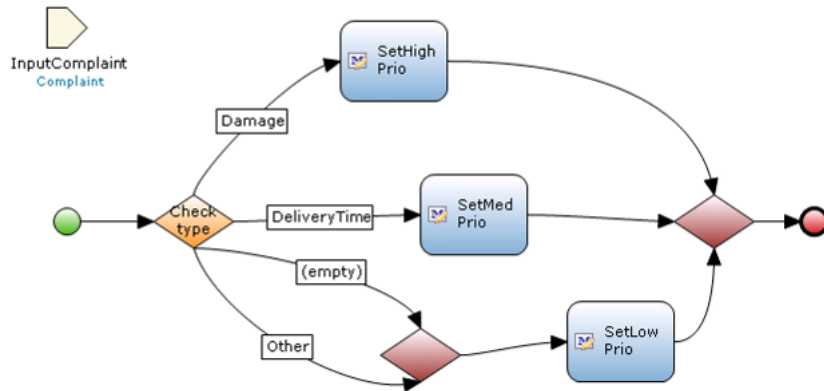 InputComplaint
Complaint
SetHigh
Prio
Damage
Check
type
DeliveryTime
SetMed
Prio
(empty)
Other
SetLow
Prio